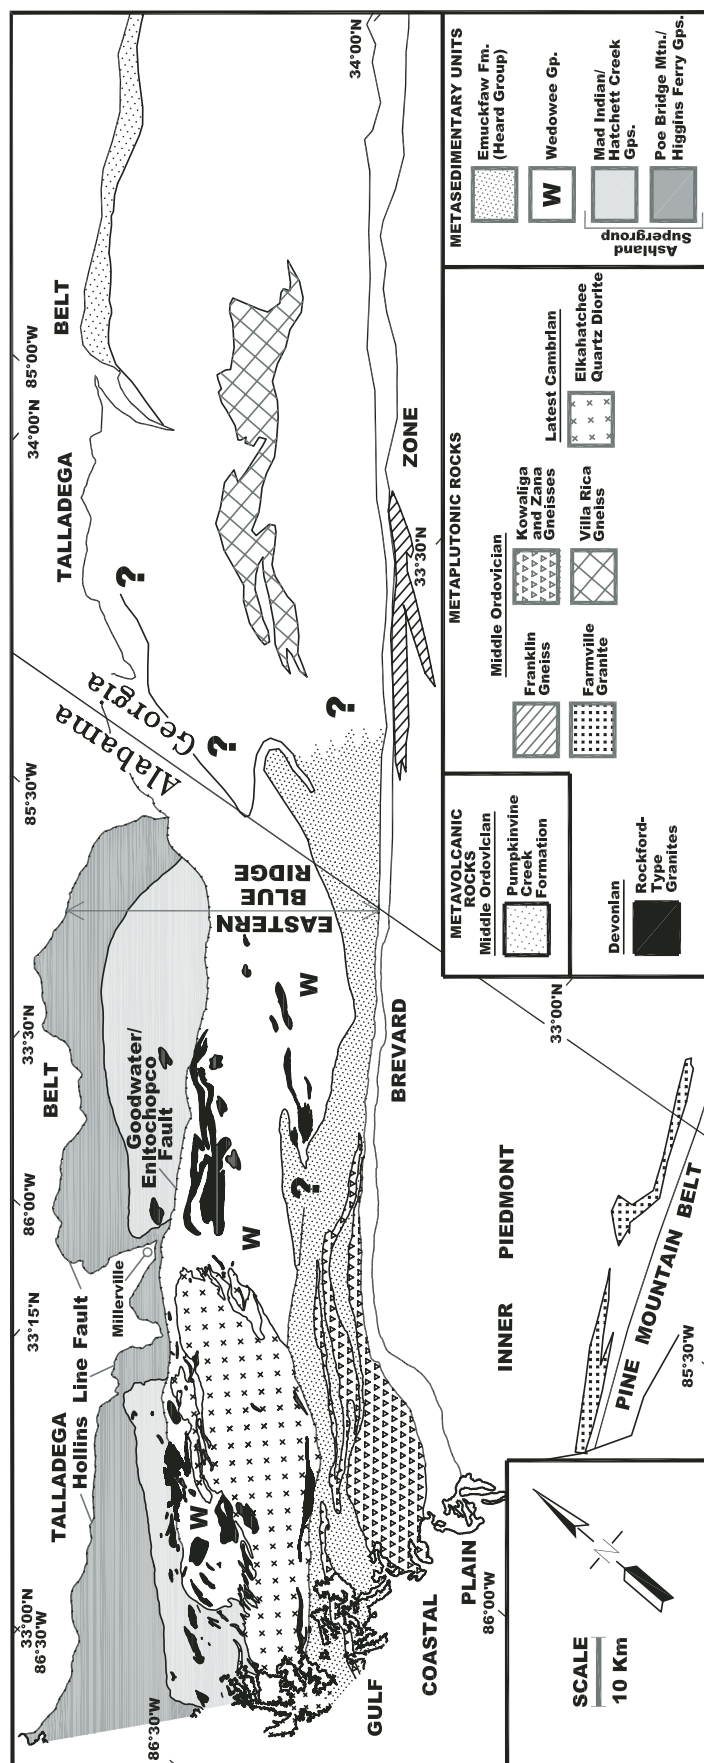 34°00'N
85°00'W
34°00'N
BELT
TALLADEGA
?
Georgia
Alabama
?
?
ZONE
33°30'N
85°30'W
EASTERN
BLUE
RIDGE
W
BREVARD
33°30'N
BELT
Goodwater/
Enitochopco
Fault
86°00'W
W
?
Millerville
33°15'N
Hollins Line Fault
TALLADEGA
W
INNER PIEDMONT
PINE MOUNTAIN BELT
33°00'N
85°30'W
33°00'N
86°30'W
86°30'W
GULF
COASTAL
PLAIN
86°00'W
SCALE
10 Km
N
METASEDIMENTARY UNITS
Emuckfaw Fm.
(Heard Group)
W
Wedowee Gp.
Mad Indian/
Hatchett Creek
Gps.
Poe Bridge Mtn./
Higgins Ferry Gps.
Ashland
Supergroup
METAPLUTONIC ROCKS
Middle Ordovician
Franklin
Gneiss
Kowaliga
and Zana
Gneisses
Farmville
Granite
Villa Rica
Gneiss
Latest Cambrian
Elkahatchee
Quartz Diorite
METAVOLCANIC
ROCKS
Middle Ordovician
Pumpkinvine
Creek
Formation
Devonian
Rockford-
Type
Granites